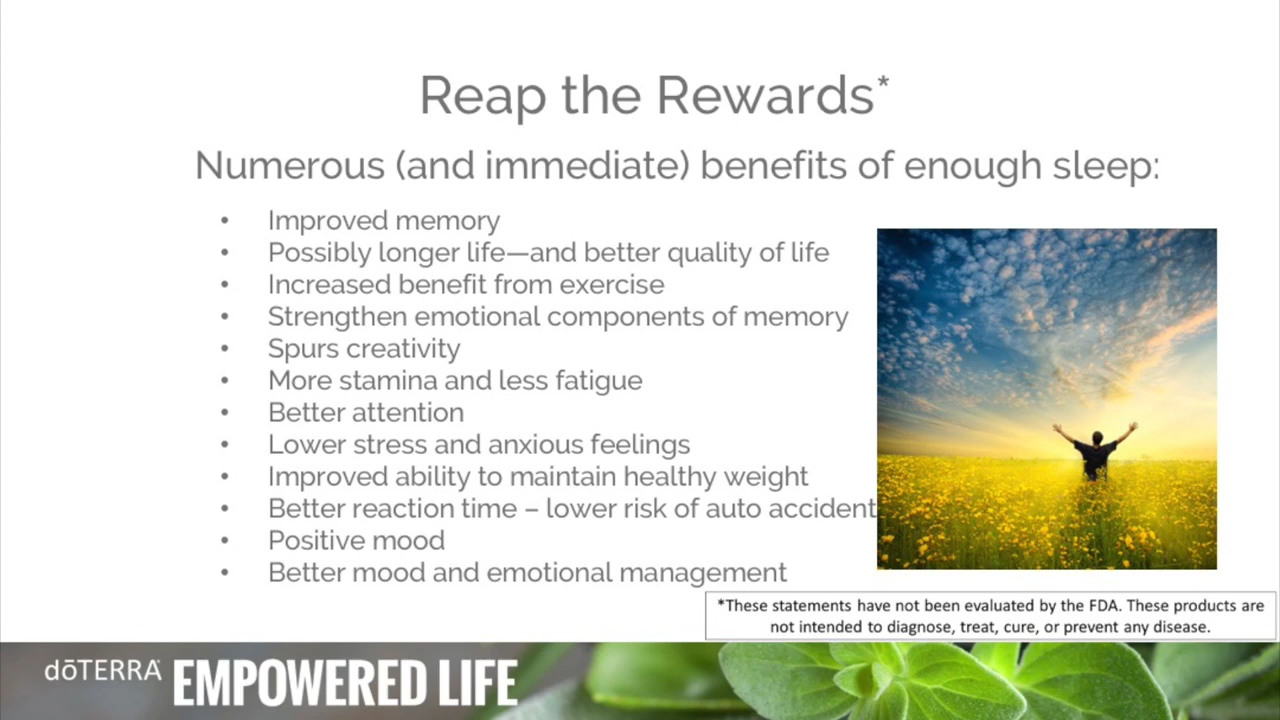 Reap the Rewards*
Numerous (and immediate) benefits of enough sleep:
• Improved memory
• Possibly longer life—and better quality of life
• Increased benefit from exercise
• Strengthen emotional components of memory
• Spurs creativity
• More stamina and less fatigue
• Better attention
• Lower stress and anxious feelings
• Improved ability to maintain healthy weight
• Better reaction time – lower risk of auto accident
• Positive mood
• Better mood and emotional management
*These statements have not been evaluated by the FDA. These products are
not intended to diagnose, treat, cure, or prevent any disease.
dōTERRA EMPOWERED LIFE